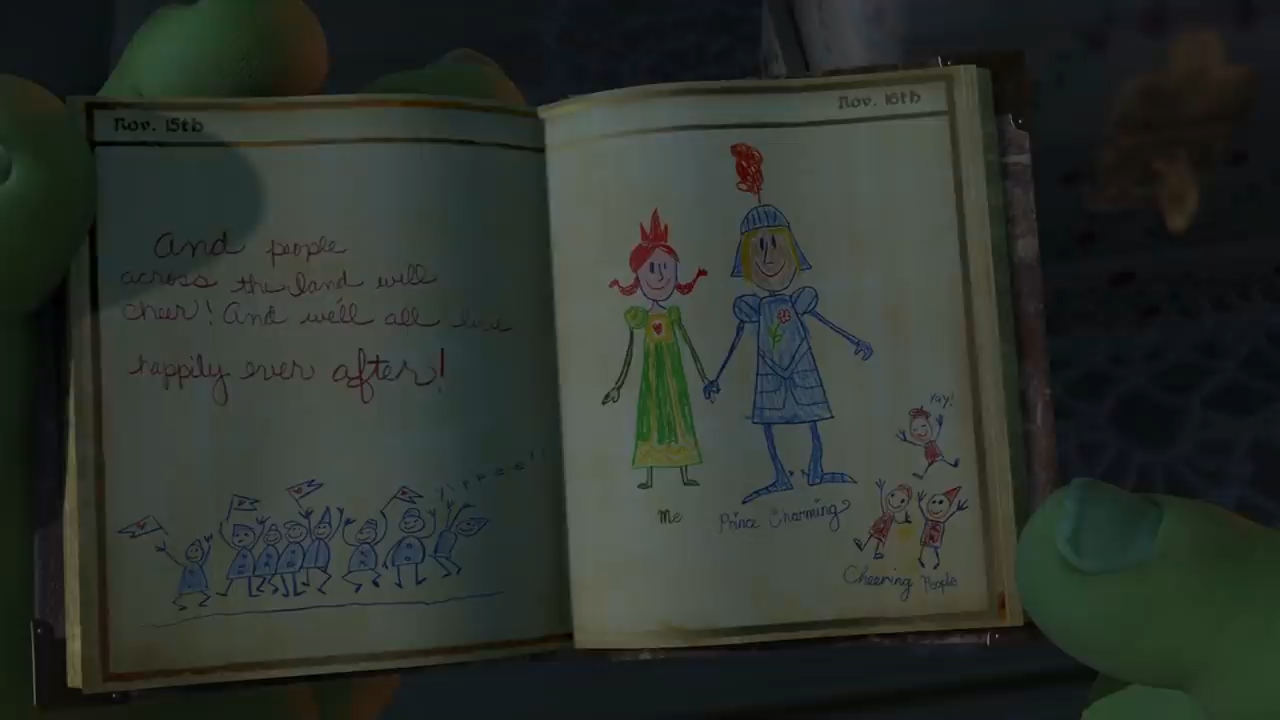 Nov. 15th
And people
across the land will
cheer! And we'll all live
happily ever after!
Yippee!!
Nov. 16th
Yay!
Me
Prince Charming
Cheering People